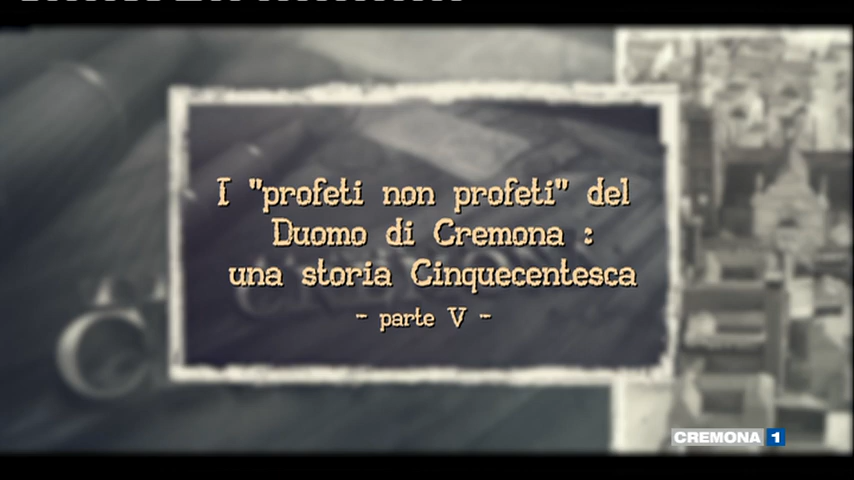 I "profeti non profeti" del
Duomo di Cremona :
una storia Cinquecentesca
- parte V -
CREMONA 1